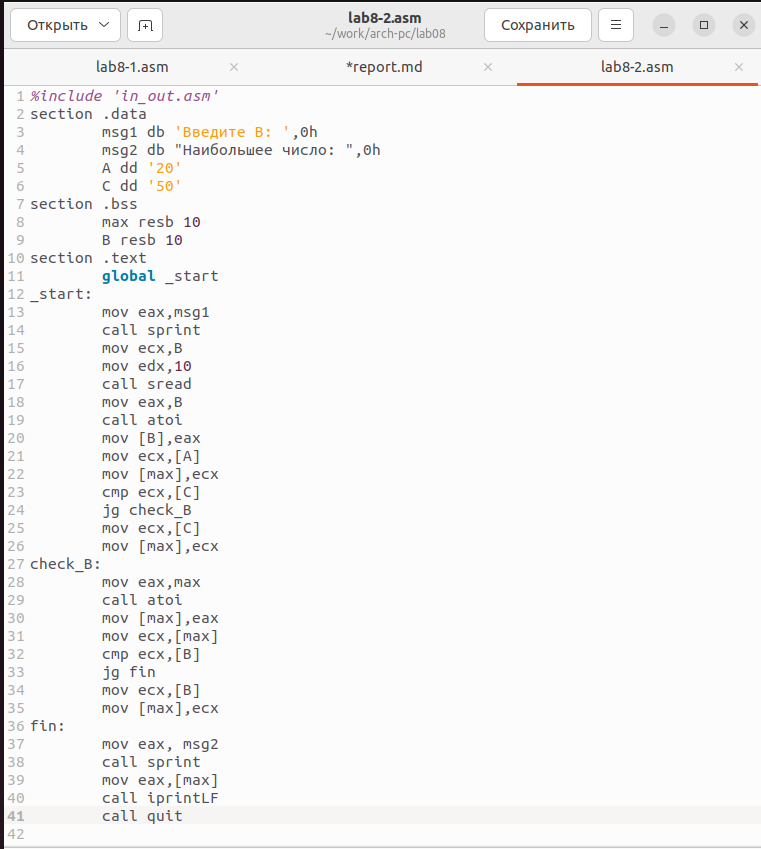 Открыть
lab8-2.asm
~/work/arch-pc/lab08
Сохранить
lab8-1.asm
*report.md
lab8-2.asm
1 %include 'in_out.asm'
2 section .data
3 msg1 db 'Введите B: ',0h
4 msg2 db "Наибольшее число: ",0h
5 A dd '20'
6 C dd '50'
7 section .bss
8 max resb 10
9 B resb 10
10 section .text
11 global _start
12 _start:
13 mov eax,msg1
14 call sprint
15 mov ecx,B
16 mov edx,10
17 call sread
18 mov eax,B
19 call atoi
20 mov [B],eax
21 mov ecx,[A]
22 mov [max],ecx
23 cmp ecx,[C]
24 jg check_B
25 mov ecx,[C]
26 mov [max],ecx
27 check_B:
28 mov eax,max
29 call atoi
30 mov [max],eax
31 mov ecx,[max]
32 cmp ecx,[B]
33 jg fin
34 mov ecx,[B]
35 mov [max],ecx
36 fin:
37 mov eax, msg2
38 call sprint
39 mov eax,[max]
40 call iprintLF
41 call quit
42